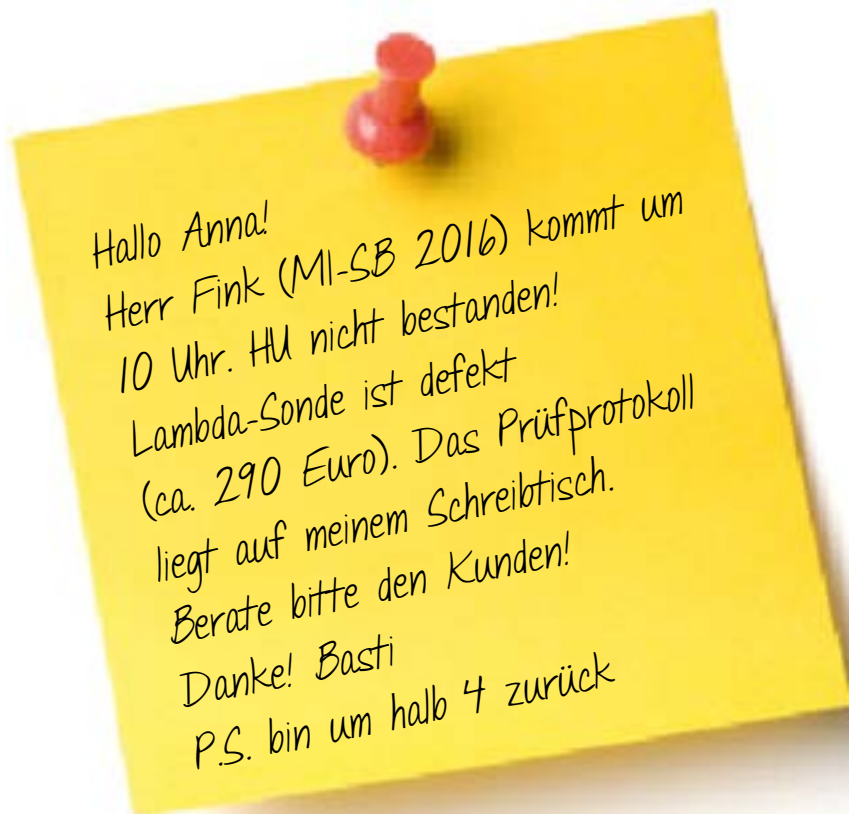 Hallo Anna!
Herr Fink (MI-SB 2016) kommt um
10 Uhr. HU nicht bestanden!
Lambda-Sonde ist defekt
(ca. 290 Euro). Das Prüfprotokoll
liegt auf meinem Schreibtisch.
Berate bitte den Kunden!
Danke! Basti
P.S. bin um halb 4 zurück